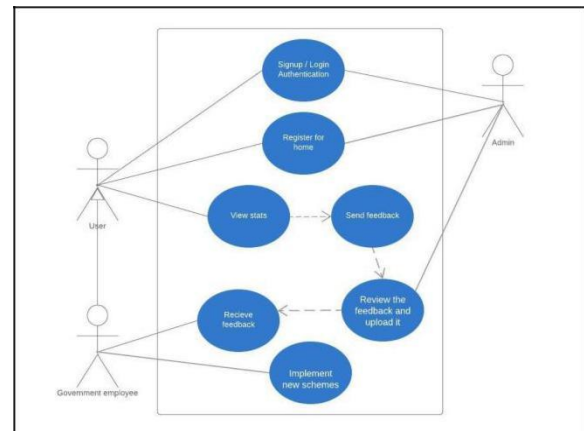 Signup / Login
Authentication
Register for
home
Admin
View stats
Send feedback
User
Recieve
feedback
Review the
feedback and
upload it
Implement
new schemes
Government employee